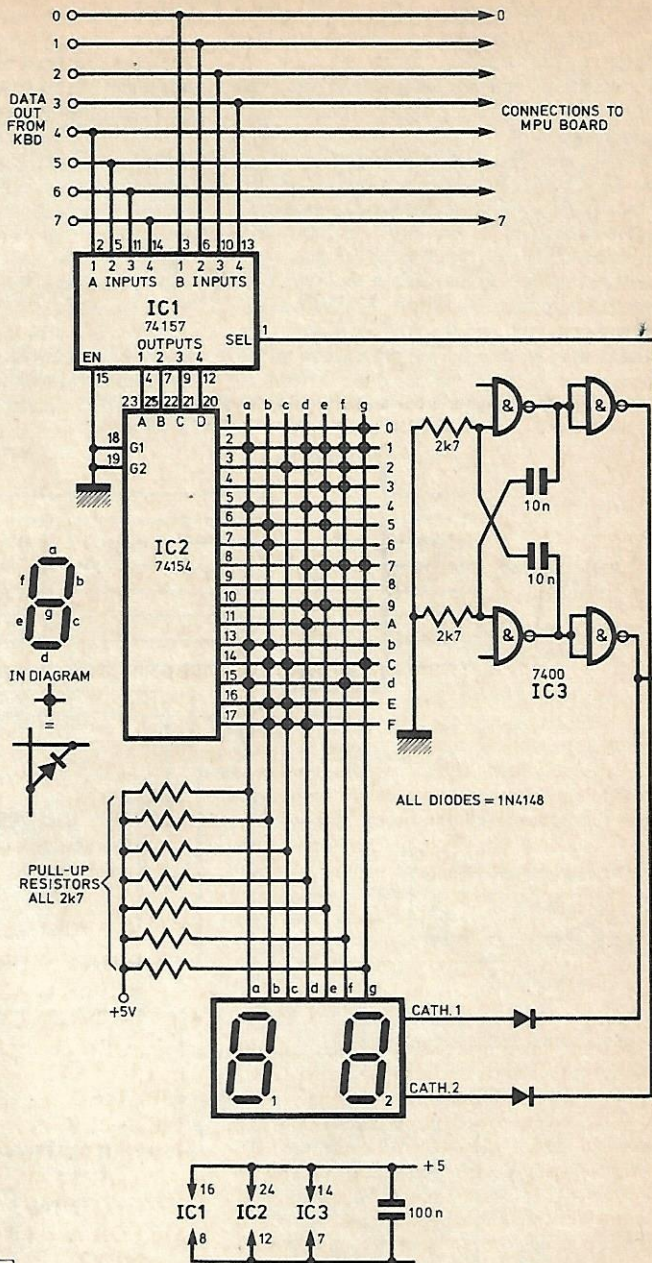 0 0
1
2
DATA OUT FROM KBD
3
4
5
6
7 7
CONNECTIONS TO MPU BOARD
2 5 11 14 3 6 10 13
1 2 3 4 1 2 3 4
A INPUTS B INPUTS
IC1
74157
OUTPUTS
SEL 1
EN 1 2 3 4
15 4 7 9 12
23 25 22 21 20
A B C D
18 G1
19 G2
IC2
74154
a b c d e f g
1 0
2 1
3 2
4 3
5 4
6 5
7 6
8 7
9 8
10 9
11 A
13 b
14 C
15 d
16 E
17 F
&
&
2k7
10n
10n
2k7
&
&
7400
IC3
a
f b
g
e c
d
IN DIAGRAM
=
ALL DIODES = 1N4148
PULL-UP
RESISTORS
ALL 2k7
+5V
a b c d e f g
CATH.1
1 2
CATH.2
+5
16 24 14
IC1 IC2 IC3
100n
8 12 7